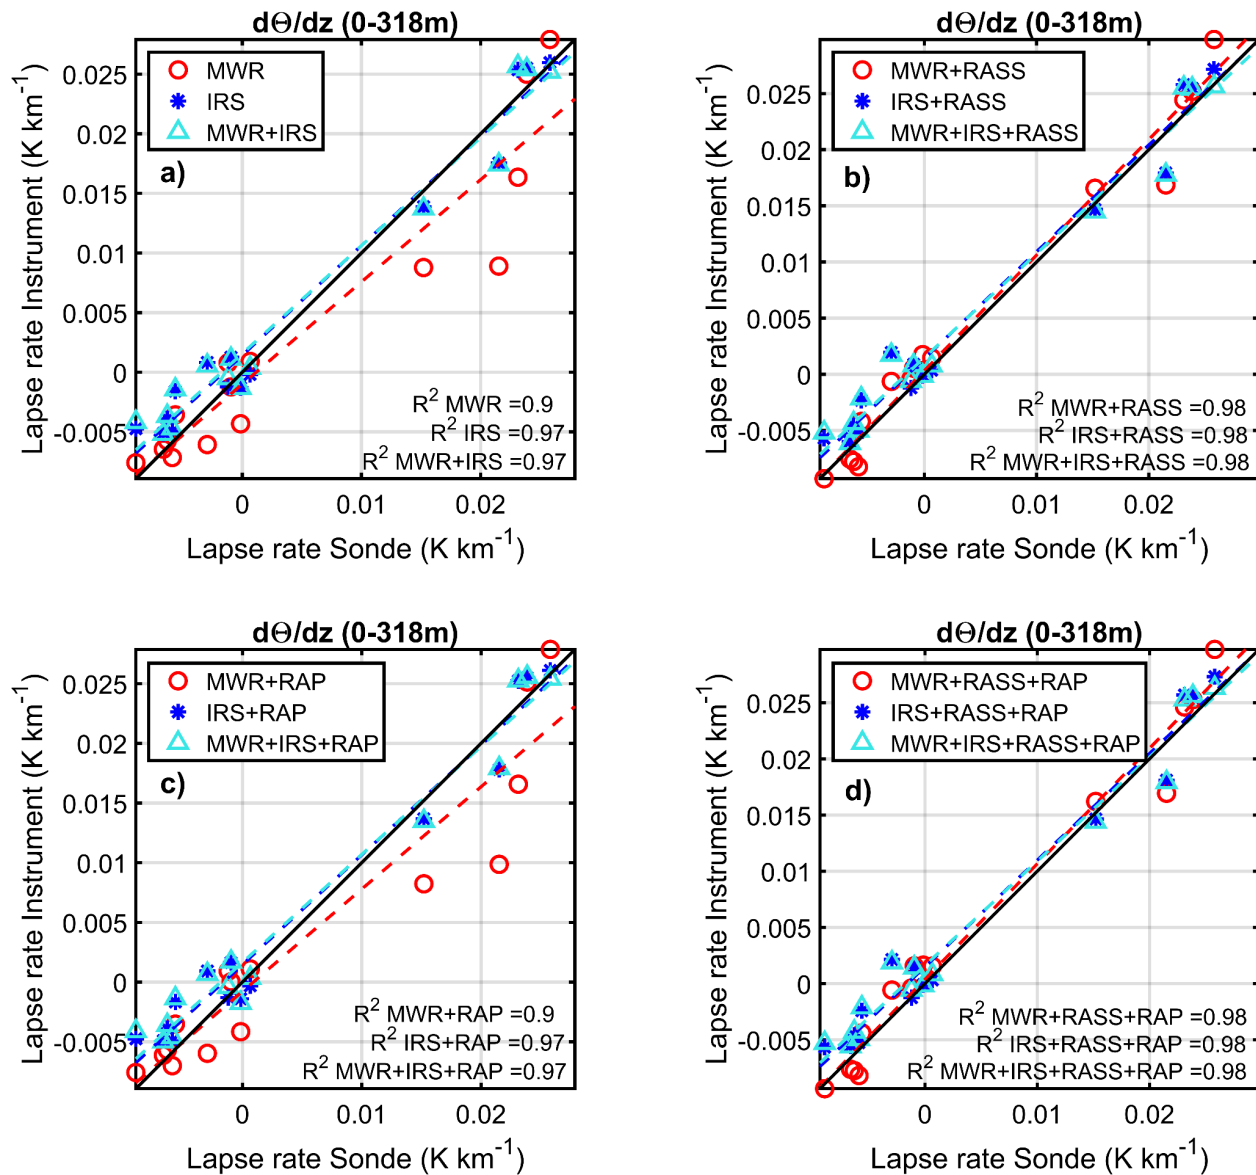 dΘ/dz (0-318m)
MWR
IRS
MWR+IRS
a)
R² MWR =0.9
R² IRS =0.97
R² MWR+IRS =0.97
0.025
0.02
0.015
0.01
0.005
0
-0.005
0
0.01
0.02
Lapse rate Instrument (K km⁻¹)
Lapse rate Sonde (K km⁻¹)
dΘ/dz (0-318m)
MWR+RASS
IRS+RASS
MWR+IRS+RASS
b)
R² MWR+RASS =0.98
R² IRS+RASS =0.98
R² MWR+IRS+RASS =0.98
0.025
0.02
0.015
0.01
0.005
0
-0.005
0
0.01
0.02
Lapse rate Instrument (K km⁻¹)
Lapse rate Sonde (K km⁻¹)
dΘ/dz (0-318m)
MWR+RAP
IRS+RAP
MWR+IRS+RAP
c)
R² MWR+RAP =0.9
R² IRS+RAP =0.97
R² MWR+IRS+RAP =0.97
0.025
0.02
0.015
0.01
0.005
0
-0.005
0
0.01
0.02
Lapse rate Instrument (K km⁻¹)
Lapse rate Sonde (K km⁻¹)
dΘ/dz (0-318m)
MWR+RASS+RAP
IRS+RASS+RAP
MWR+IRS+RASS+RAP
d)
R² MWR+RASS+RAP =0.98
R² IRS+RASS+RAP =0.98
R² MWR+IRS+RASS+RAP =0.98
0.025
0.02
0.015
0.01
0.005
0
-0.005
0
0.01
0.02
Lapse rate Instrument (K km⁻¹)
Lapse rate Sonde (K km⁻¹)